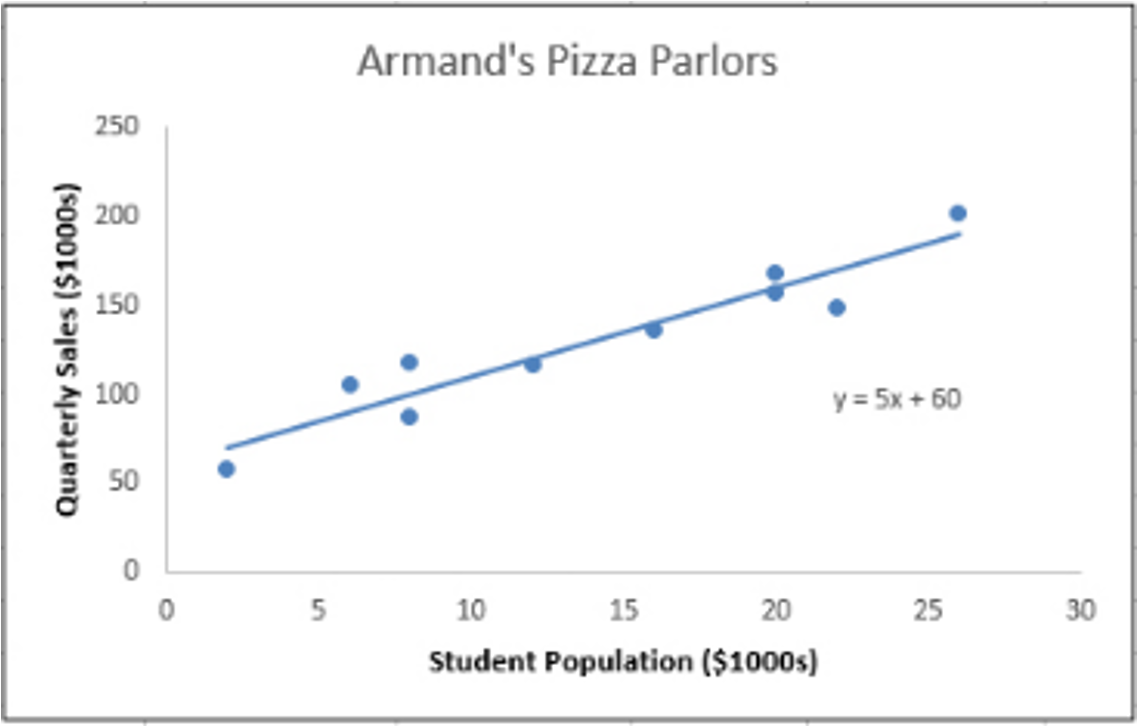 Armand's Pizza Parlors
250
200
150
100
50
0
Quarterly Sales ($1000s)
y = 5x + 60
0 5 10 15 20 25 30
Student Population ($1000s)